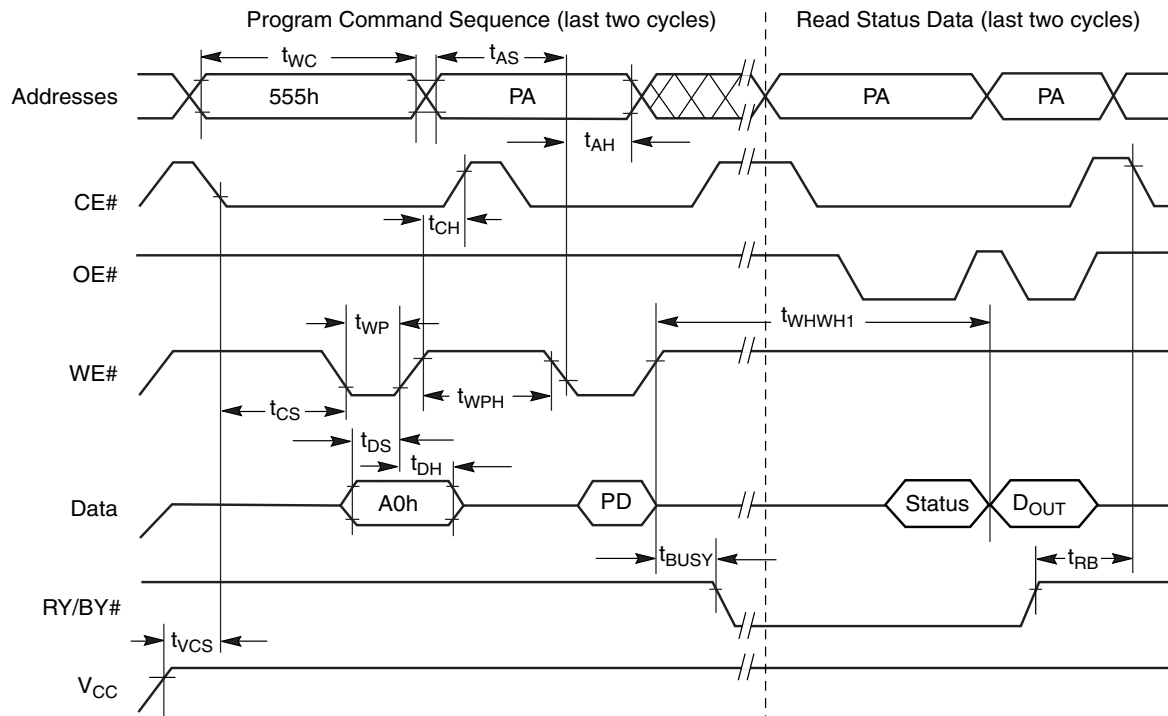 Program Command Sequence (last two cycles) Read Status Data (last two cycles)
tWC tAS
Addresses 555h PA PA PA
tAH
CE#
tCH
OE#
tWP tWHWH1
WE#
tCS tWPH
tDS
tDH
Data A0h PD Status DOUT
tBUSY tRB
RY/BY#
tVCS
VCC